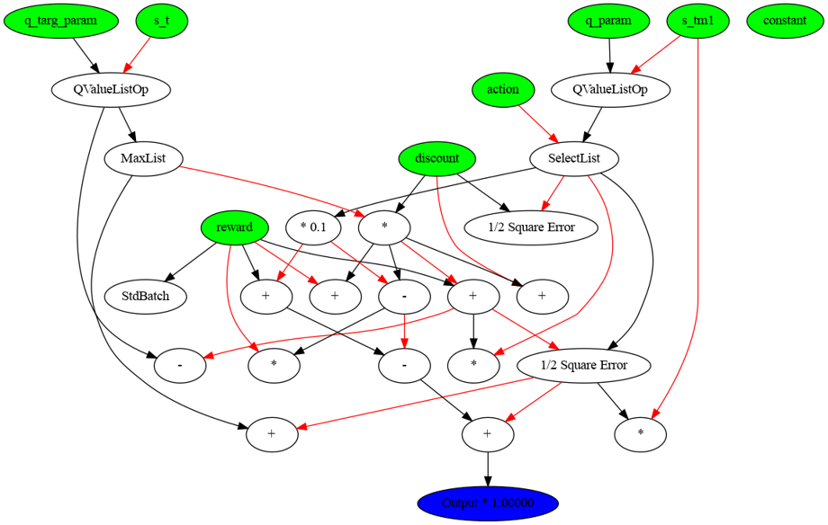 q_targ_param
s_t
q_param
s_tm1
constant
QValueListOp
action
QValueListOp
MaxList
discount
SelectList
reward
* 0.1
*
1/2 Square Error
StdBatch
+
+
-
+
+
-
*
-
*
1/2 Square Error
+
+
*
Output * 1.00000